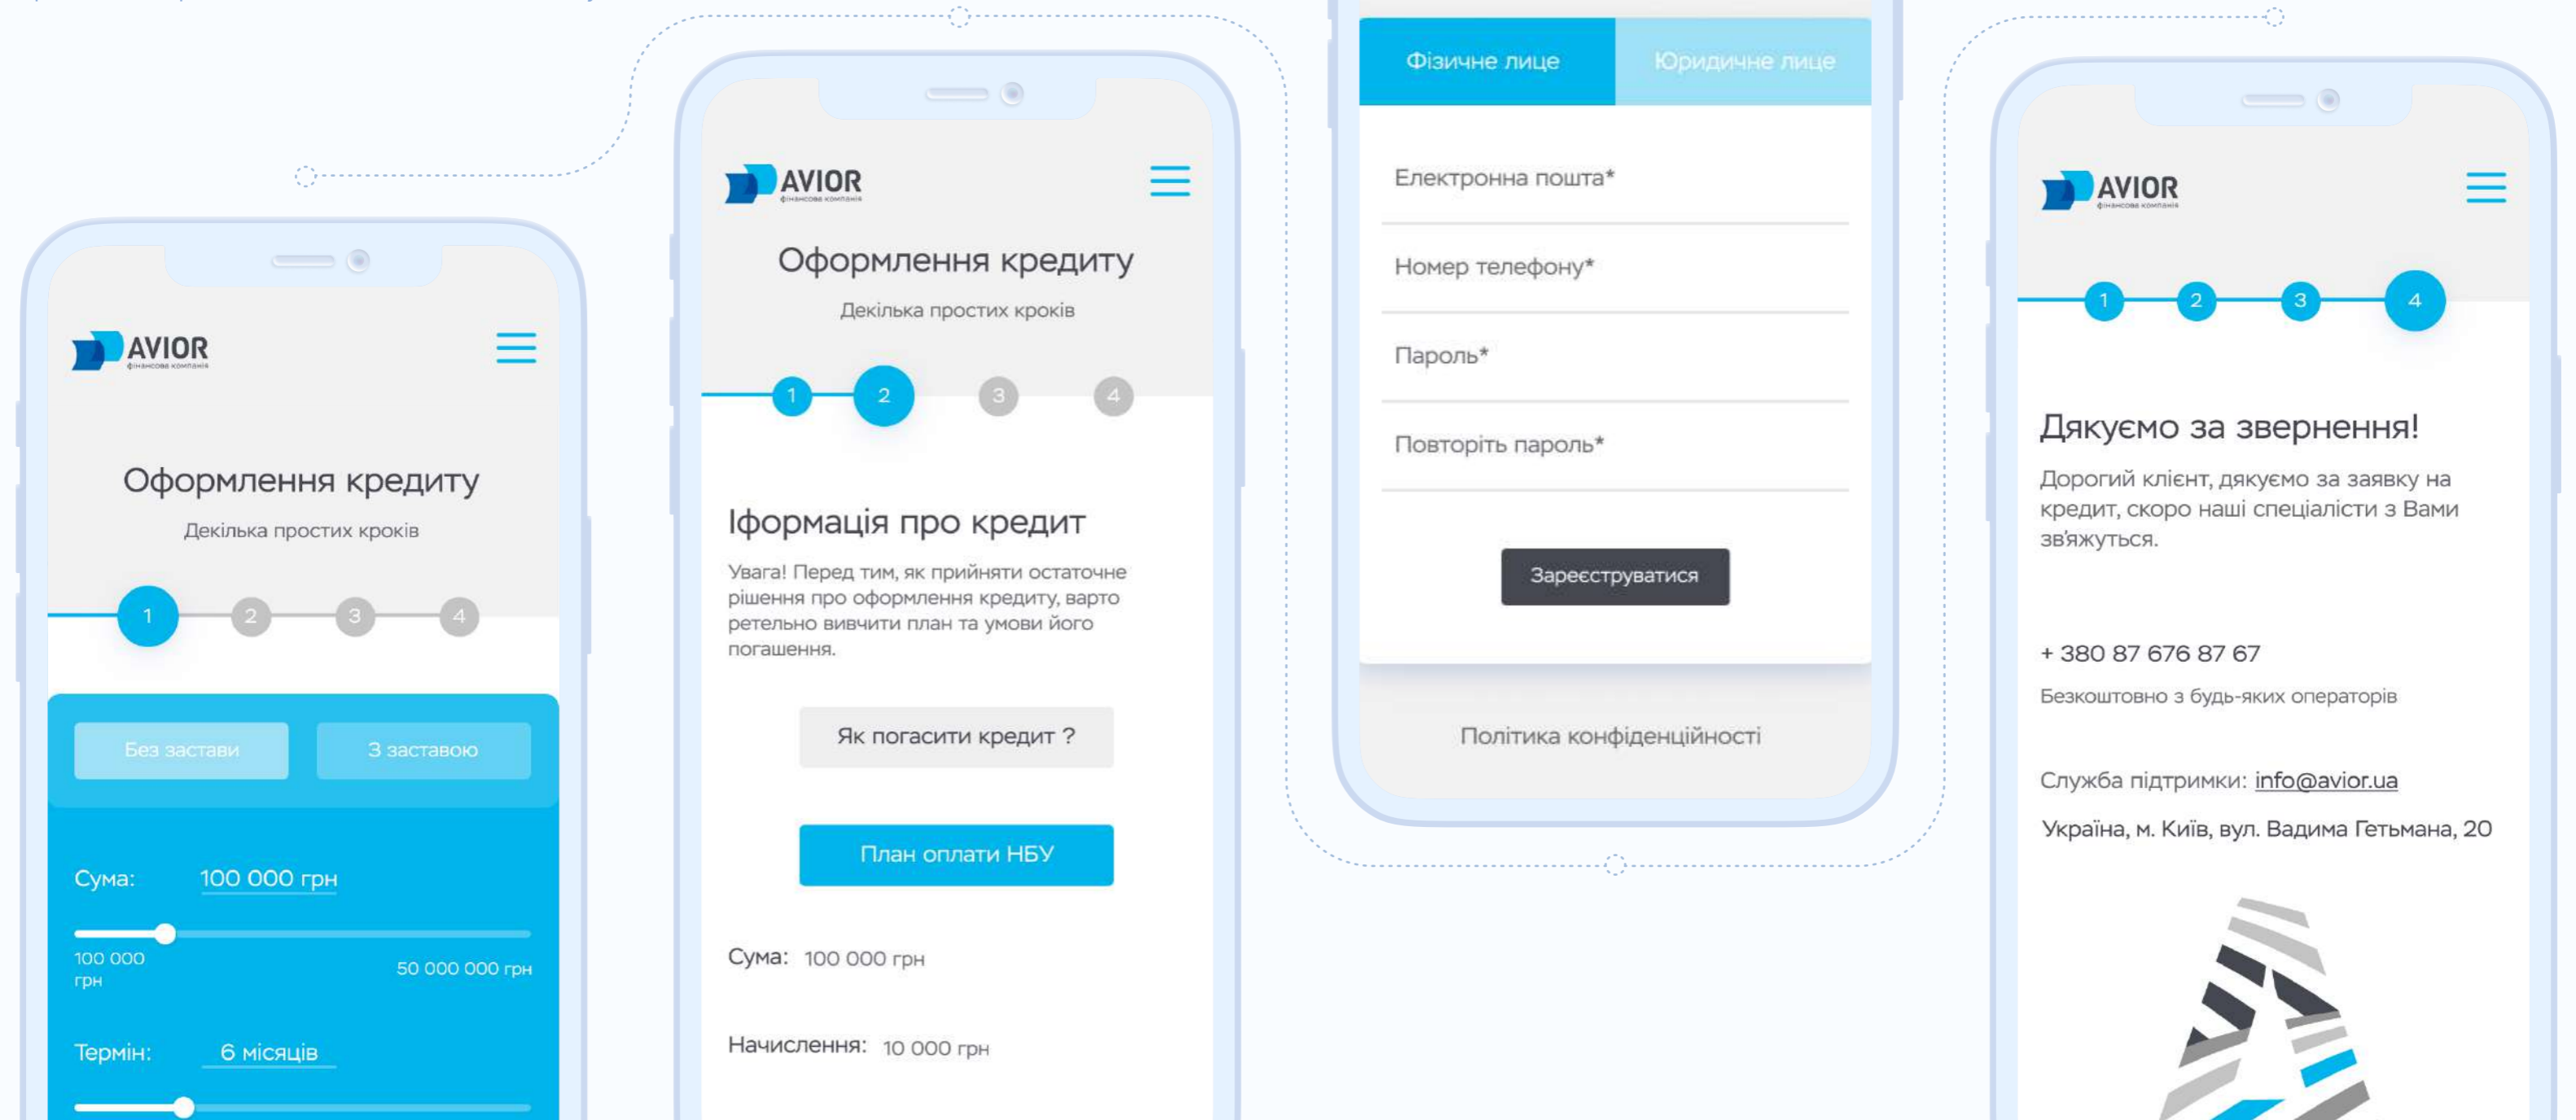 AVIOR
фінансова компанія
Оформлення кредиту
Декілька простих кроків
1
2
3
4
Без застави
З заставою
Сума:
100 000 грн
100 000
грн
50 000 000 грн
Термін:
6 місяців
AVIOR
фінансова компанія
Оформлення кредиту
Декілька простих кроків
1
2
3
4
Іформація про кредит
Увага! Перед тим, як прийняти остаточне
рішення про оформлення кредиту, варто
ретельно вивчити план та умови його
погашення.
Як погасити кредит ?
План оплати НБУ
Сума: 100 000 грн
Начислення: 10 000 грн
Фізичне лице
Юридичне лице
Електронна пошта*
Номер телефону*
Пароль*
Повторіть пароль*
Зареєструватися
Політика конфіденційності
AVIOR
фінансова компанія
1
2
3
4
Дякуємо за звернення!
Дорогий клієнт, дякуємо за заявку на
кредит, скоро наші спеціалісти з Вами
зв'яжуться.
+ 380 87 676 87 67
Безкоштовно з будь-яких операторів
Служба підтримки: info@avior.ua
Україна, м. Київ, вул. Вадима Гетьмана, 20